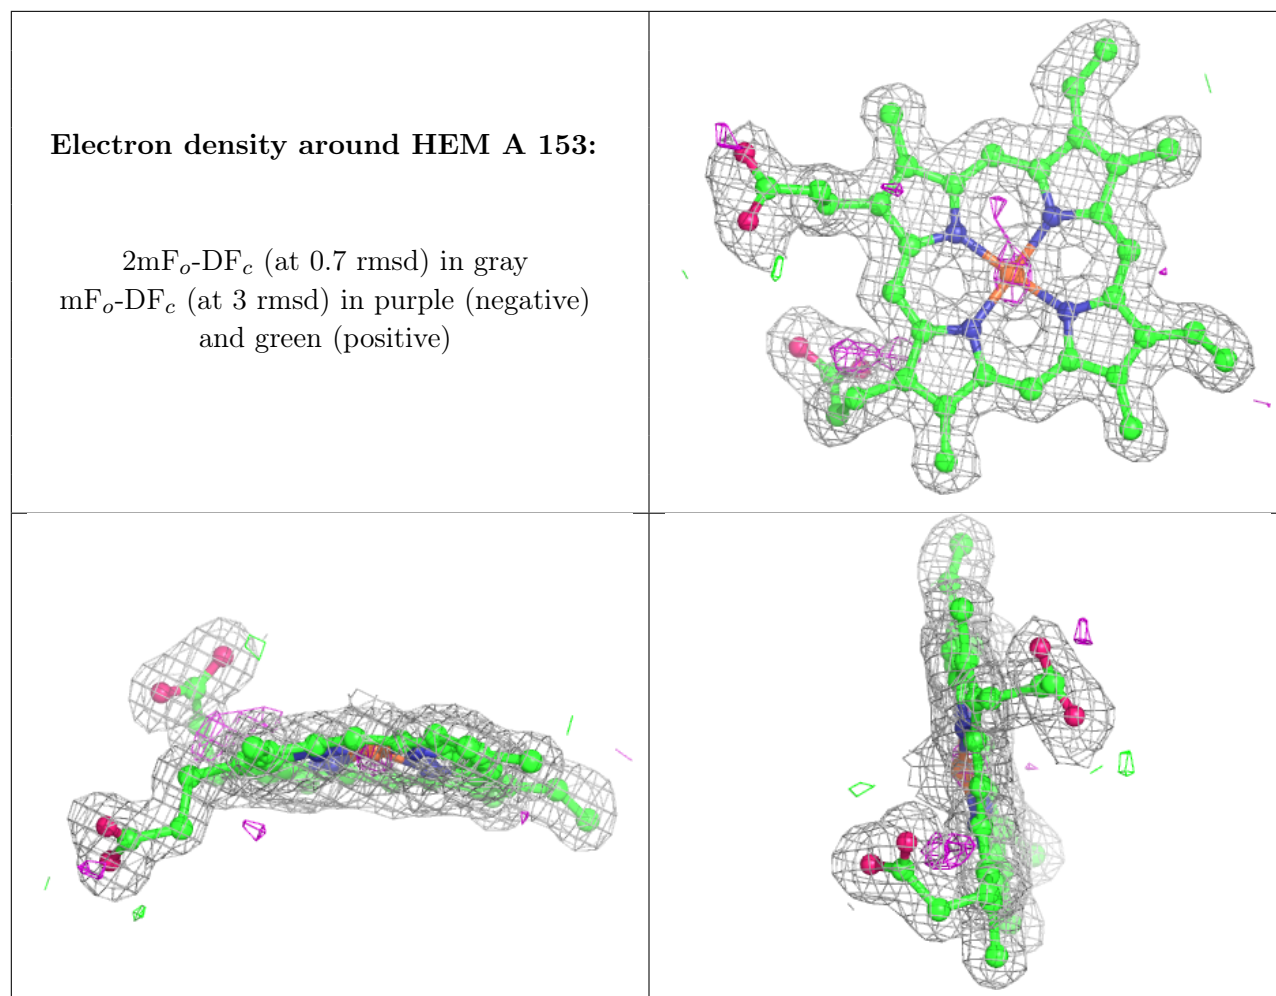 Electron density around HEM A 153:
2mFo-DFc (at 0.7 rmsd) in gray
mFo-DFc (at 3 rmsd) in purple (negative)
and green (positive)